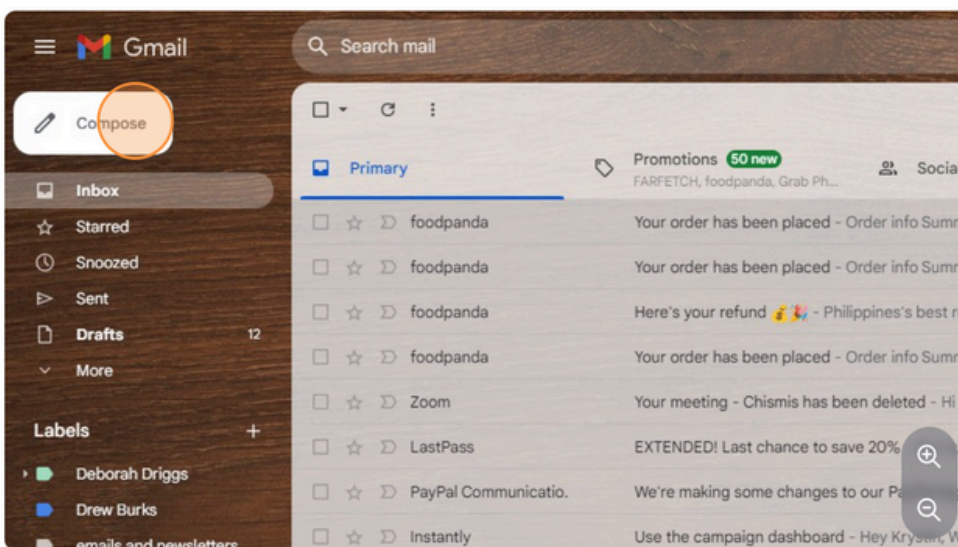 Gmail
Search mail
Compose
Primary
Promotions 50 new
FARFETCH, foodpanda, Grab Ph...
Socia
Inbox
Starred
Snoozed
Sent
Drafts 12
More
Labels
Deborah Driggs
Drew Burks
emails and newsletters
foodpanda Your order has been placed - Order info Summ
foodpanda Your order has been placed - Order info Summ
foodpanda Here's your refund 💰🎉 - Philippines's best r
foodpanda Your order has been placed - Order info Summ
Zoom Your meeting - Chismis has been deleted - Hi
LastPass EXTENDED! Last chance to save 20%
PayPal Communicatio. We're making some changes to our Pa
Instantly Use the campaign dashboard - Hey Krystin, W